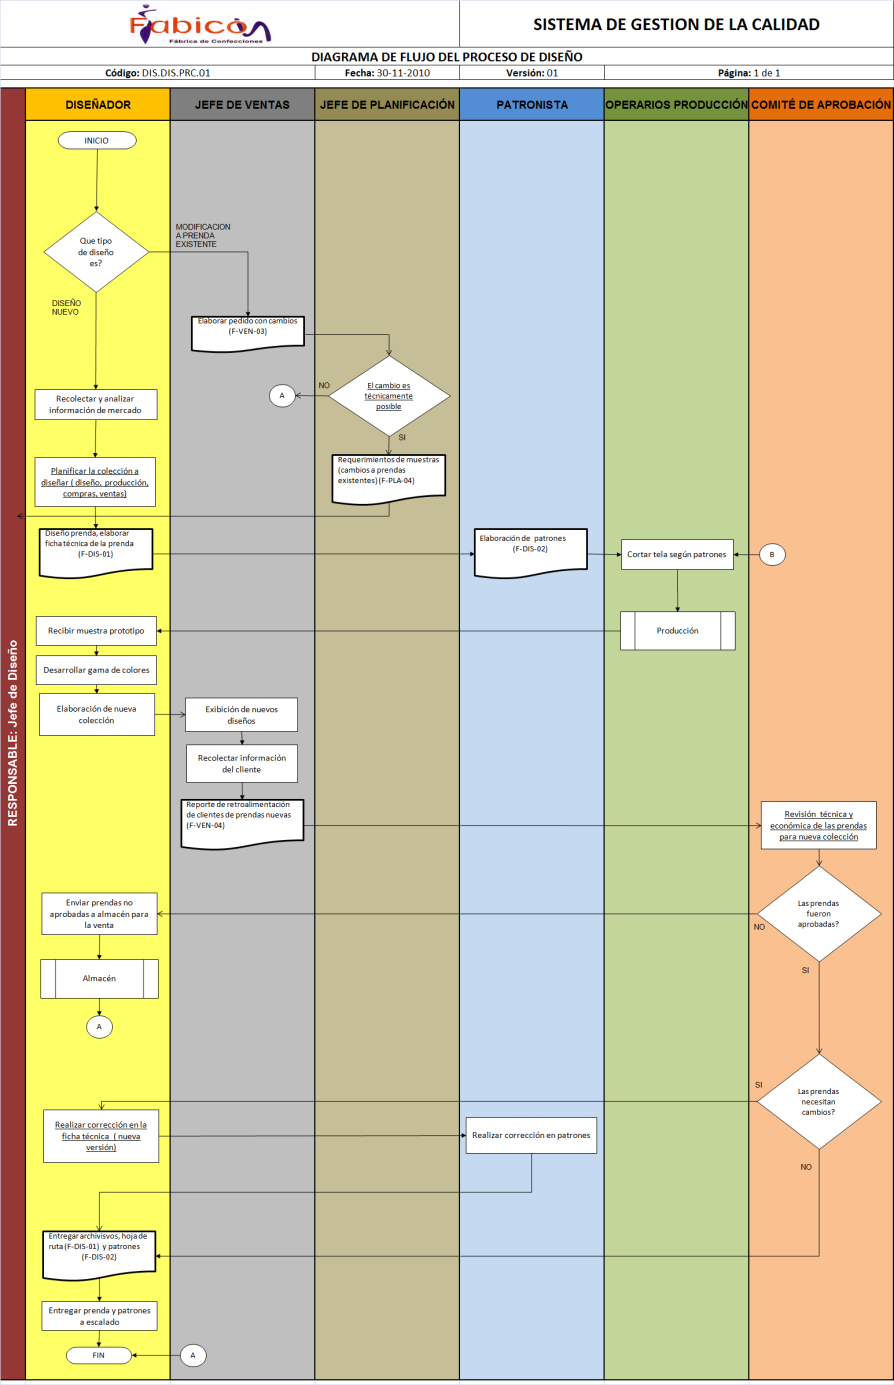 Fabicon
Fábrica de Confecciones
SISTEMA DE GESTION DE LA CALIDAD
DIAGRAMA DE FLUJO DEL PROCESO DE DISEÑO
Código: DIS.DIS.PRC.01
Fecha: 30-11-2010
Versión: 01
Página: 1 de 1
DISEÑADOR
JEFE DE VENTAS
JEFE DE PLANIFICACIÓN
PATRONISTA
OPERARIOS PRODUCCIÓN
COMITÉ DE APROBACIÓN
RESPONSABLE: Jefe de Diseño
INICIO
Que tipo
de diseño
es?
MODIFICACION
A PRENDA
EXISTENTE
DISEÑO
NUEVO
Elaborar pedido con cambios
(F-VEN-03)
El cambio es
técnicamente
posible
NO
A
SI
Recolectar y analizar
información de mercado
Requerimientos de muestras
(cambios a prendas
existentes) (F-PLA-04)
Planificar la colección a
diseñar ( diseño, producción,
compras, ventas)
Diseño prenda, elaborar
ficha técnica de la prenda
(F-DIS-01)
Elaboración de patrones
(F-DIS-02)
Cortar tela según patrones
B
Recibir muestra prototipo
Producción
Desarrollar gama de colores
Elaboración de nueva
colección
Exibición de nuevos
diseños
Recolectar información
del cliente
Reporte de retroalimentación
de clientes de prendas nuevas
(F-VEN-04)
Revisión técnica y
económica de las prendas
para nueva colección
Las prendas
fueron
aprobadas?
NO
SI
Enviar prendas no
aprobadas a almacén para
la venta
Almacén
A
Las prendas
necesitan
cambios?
SI
NO
Realizar corrección en la
ficha técnica ( nueva
versión)
Realizar corrección en patrones
Entregar archivisvos, hoja de
ruta (F-DIS-01) y patrones
(F-DIS-02)
Entregar prenda y patrones
a escalado
FIN
A